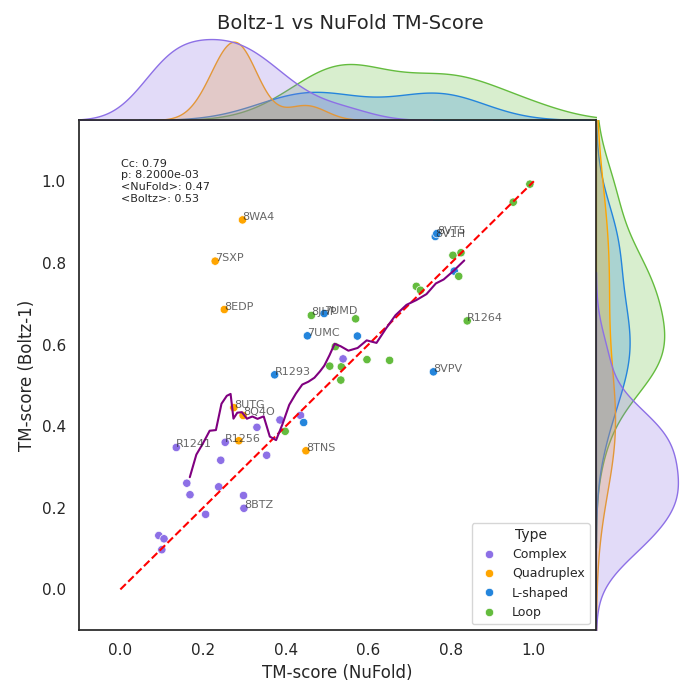 Boltz-1 vs NuFold TM-Score
Cc: 0.79
p: 8.2000e-03
<NuFold>: 0.47
<Boltz>: 0.53
8WA4
8VTS
8V1H
7SXP
8EDP
7UMD
R1264
7UMC
8VPV
R1293
8UTG
8Q4O
R1256
R1241
8TNS
8BTZ
1.0
0.8
0.6
0.4
0.2
0.0
TM-score (Boltz-1)
0.0
0.2
0.4
0.6
0.8
1.0
TM-score (NuFold)
Type
Complex
Quadruplex
L-shaped
Loop